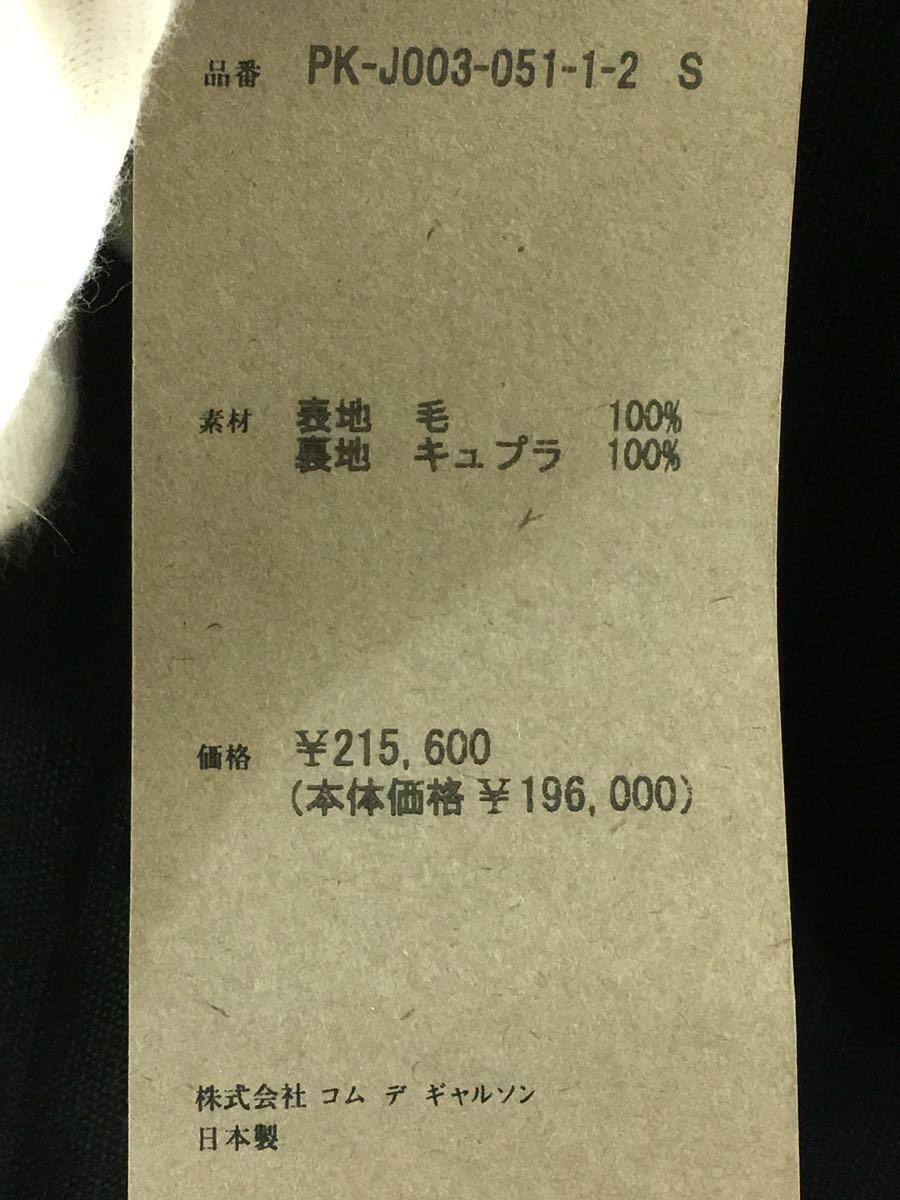 品番 PK-J003-051-1-2 S
素材 表地 毛 100%
裏地 キュプラ 100%
価格 ¥215,600
(本体価格 ¥196,000)
株式会社 コム デ ギャルソン
日本製